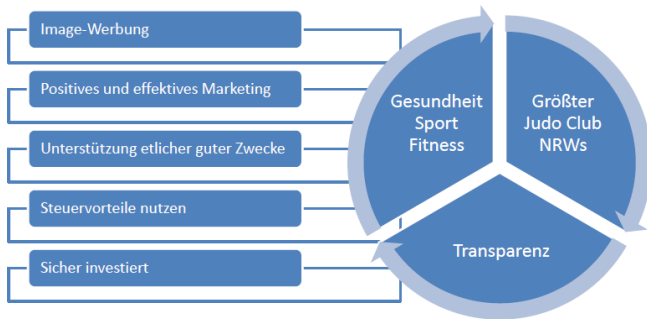 Image-Werbung
Positives und effektives Marketing
Unterstützung etlicher guter Zwecke
Steuervorteile nutzen
Sicher investiert
Gesundheit
Sport
Fitness
Größter
Judo Club
NRWs
Transparenz